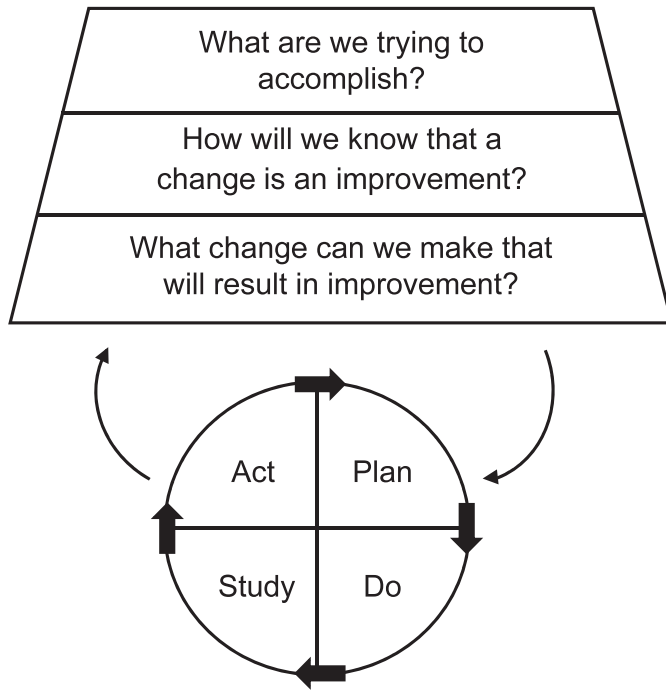 What are we trying to
accomplish?
How will we know that a
change is an improvement?
What change can we make that
will result in improvement?
Act
Plan
Study
Do